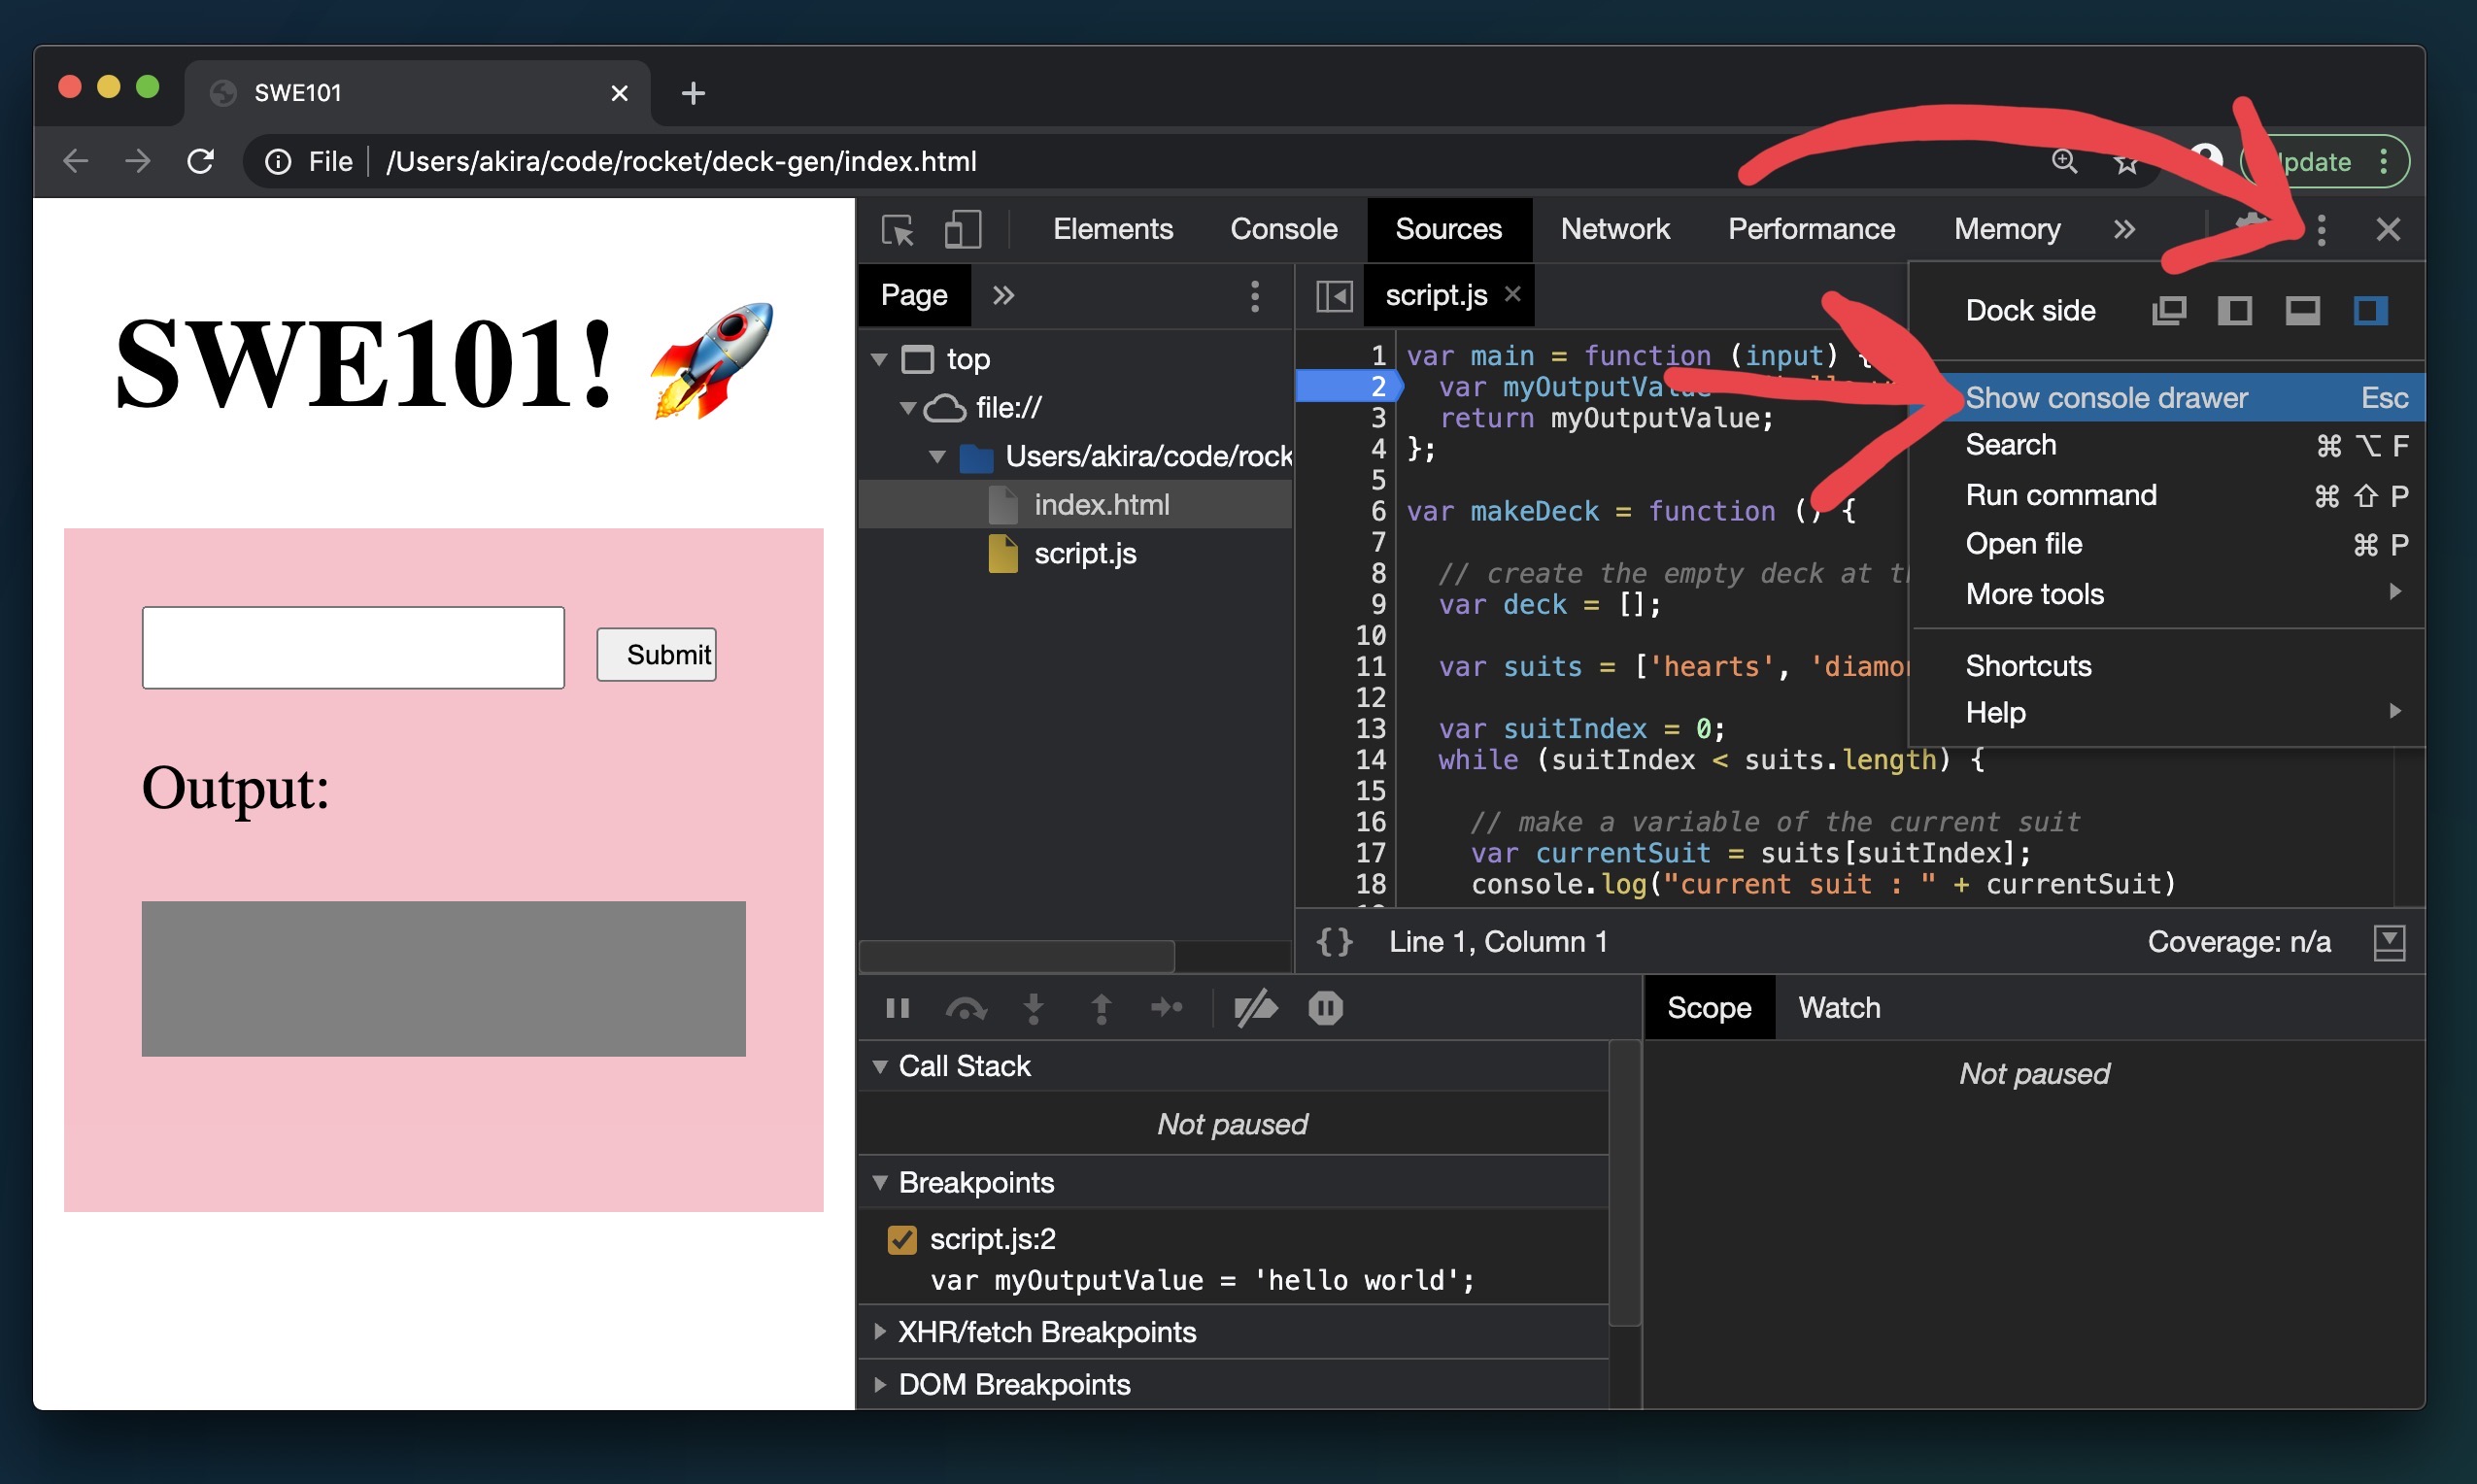 SWE101
File /Users/akira/code/rocket/deck-gen/index.html
SWE101!
Submit
Output:
Elements Console Sources Network Performance Memory
Page
top
file://
Users/akira/code/rock
index.html
script.js
script.js
1 var main = function (input) {
2 var myOutputValue
3 return myOutputValue;
4 };
5
6 var makeDeck = function () {
7
8 // create the empty deck at
9 var deck = [];
10
11 var suits = ['hearts', 'diamon
12
13 var suitIndex = 0;
14 while (suitIndex < suits.length) {
15
16 // make a variable of the current suit
17 var currentSuit = suits[suitIndex];
18 console.log("current suit : " + currentSuit)
{} Line 1, Column 1 Coverage: n/a
Dock side
Show console drawer Esc
Search ⌘ ⌥ F
Run command ⌘ ⇧ P
Open file ⌘ P
More tools
Shortcuts
Help
Call Stack
Not paused
Breakpoints
script.js:2
var myOutputValue = 'hello world';
XHR/fetch Breakpoints
DOM Breakpoints
Scope Watch
Not paused